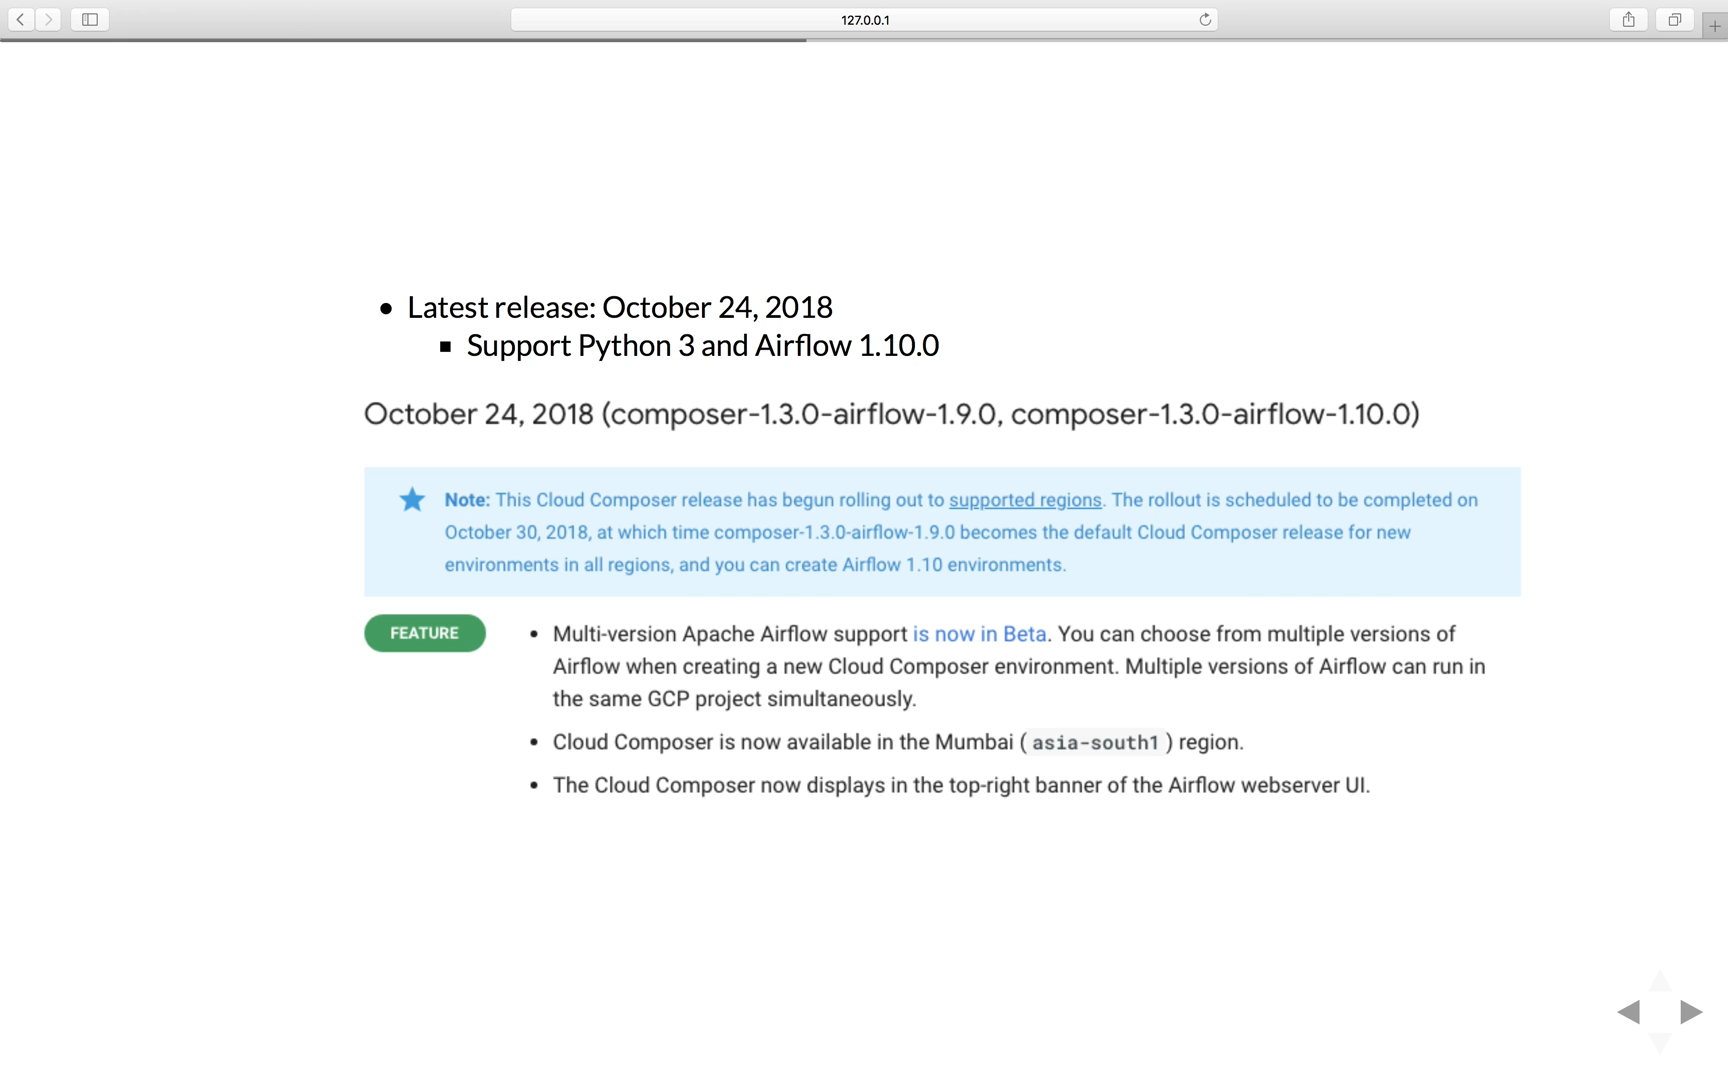 127.0.0.1
Latest release: October 24, 2018
Support Python 3 and Airflow 1.10.0
October 24, 2018 (composer-1.3.0-airflow-1.9.0, composer-1.3.0-airflow-1.10.0)
Note: This Cloud Composer release has begun rolling out to supported regions. The rollout is scheduled to be completed on
October 30, 2018, at which time composer-1.3.0-airflow-1.9.0 becomes the default Cloud Composer release for new
environments in all regions, and you can create Airflow 1.10 environments.
FEATURE
Multi-version Apache Airflow support is now in Beta. You can choose from multiple versions of
Airflow when creating a new Cloud Composer environment. Multiple versions of Airflow can run in
the same GCP project simultaneously.
Cloud Composer is now available in the Mumbai ( asia-south1 ) region.
The Cloud Composer now displays in the top-right banner of the Airflow webserver UI.